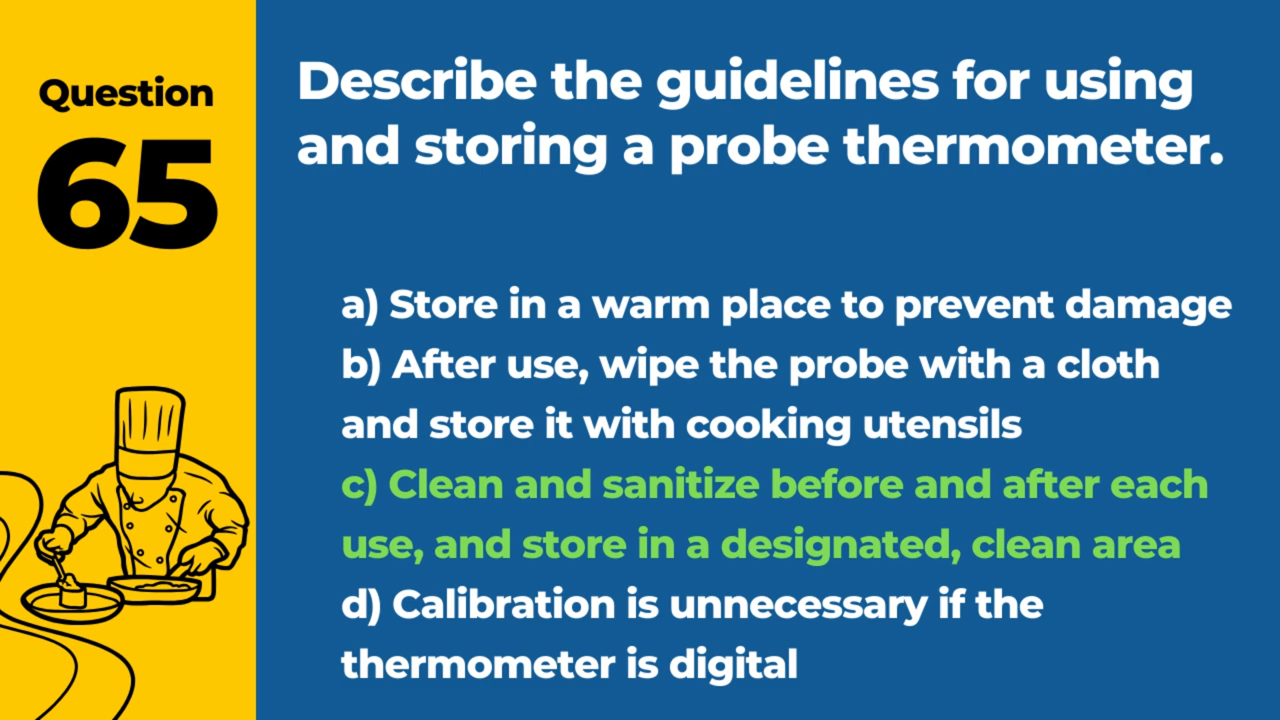 Question
65
Describe the guidelines for using
and storing a probe thermometer.
a) Store in a warm place to prevent damage
b) After use, wipe the probe with a cloth
and store it with cooking utensils
c) Clean and sanitize before and after each
use, and store in a designated, clean area
d) Calibration is unnecessary if the
thermometer is digital